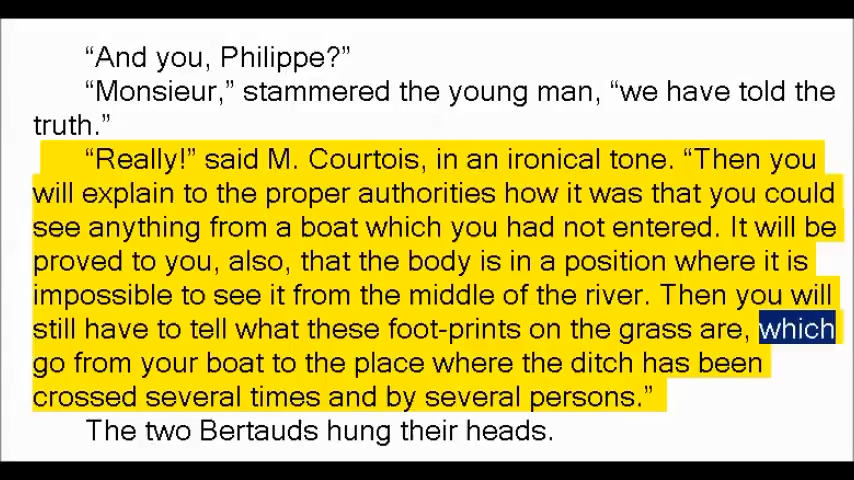 “And you, Philippe?”
“Monsieur,” stammered the young man, “we have told the
truth.”
“Really!” said M. Courtois, in an ironical tone. “Then you
will explain to the proper authorities how it was that you could
see anything from a boat which you had not entered. It will be
proved to you, also, that the body is in a position where it is
impossible to see it from the middle of the river. Then you will
still have to tell what these foot-prints on the grass are, which
go from your boat to the place where the ditch has been
crossed several times and by several persons.”
The two Bertauds hung their heads.